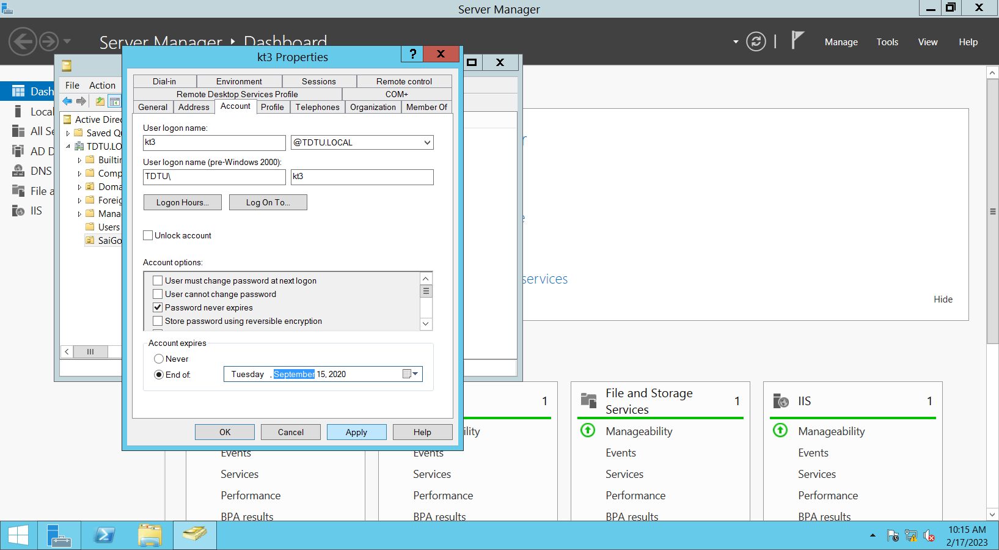 Server Manager
Server Manager Dashboard
Manage Tools View Help
kt3 Properties
File Action
Dial-in Environment Sessions Remote control
Remote Desktop Services Profile COM+
General Address Account Profile Telephones Organization Member Of
Dash
Local
All Se
AD D
DNS
File a
IIS
Active Direc
Saved Qu
TDTU.LO
Builtin
Comp
Doma
Foreig
Mana
Users
SaiGo
User logon name:
kt3 @TDTU.LOCAL
User logon name (pre-Windows 2000):
TDTU\ kt3
Logon Hours... Log On To...
Unlock account
Account options:
User must change password at next logon
User cannot change password
Password never expires
Store password using reversible encryption
Account expires
Never
End of: Tuesday , September 15, 2020
OK Cancel Apply Help
services
Hide
1
ility
Events
Services
Performance
BPA results
Events
Services
Performance
BPA results
File and Storage
Services 1
Manageability
Events
Services
Performance
BPA results
IIS 1
Manageability
Events
Services
Performance
BPA results
10:15 AM
2/17/2023